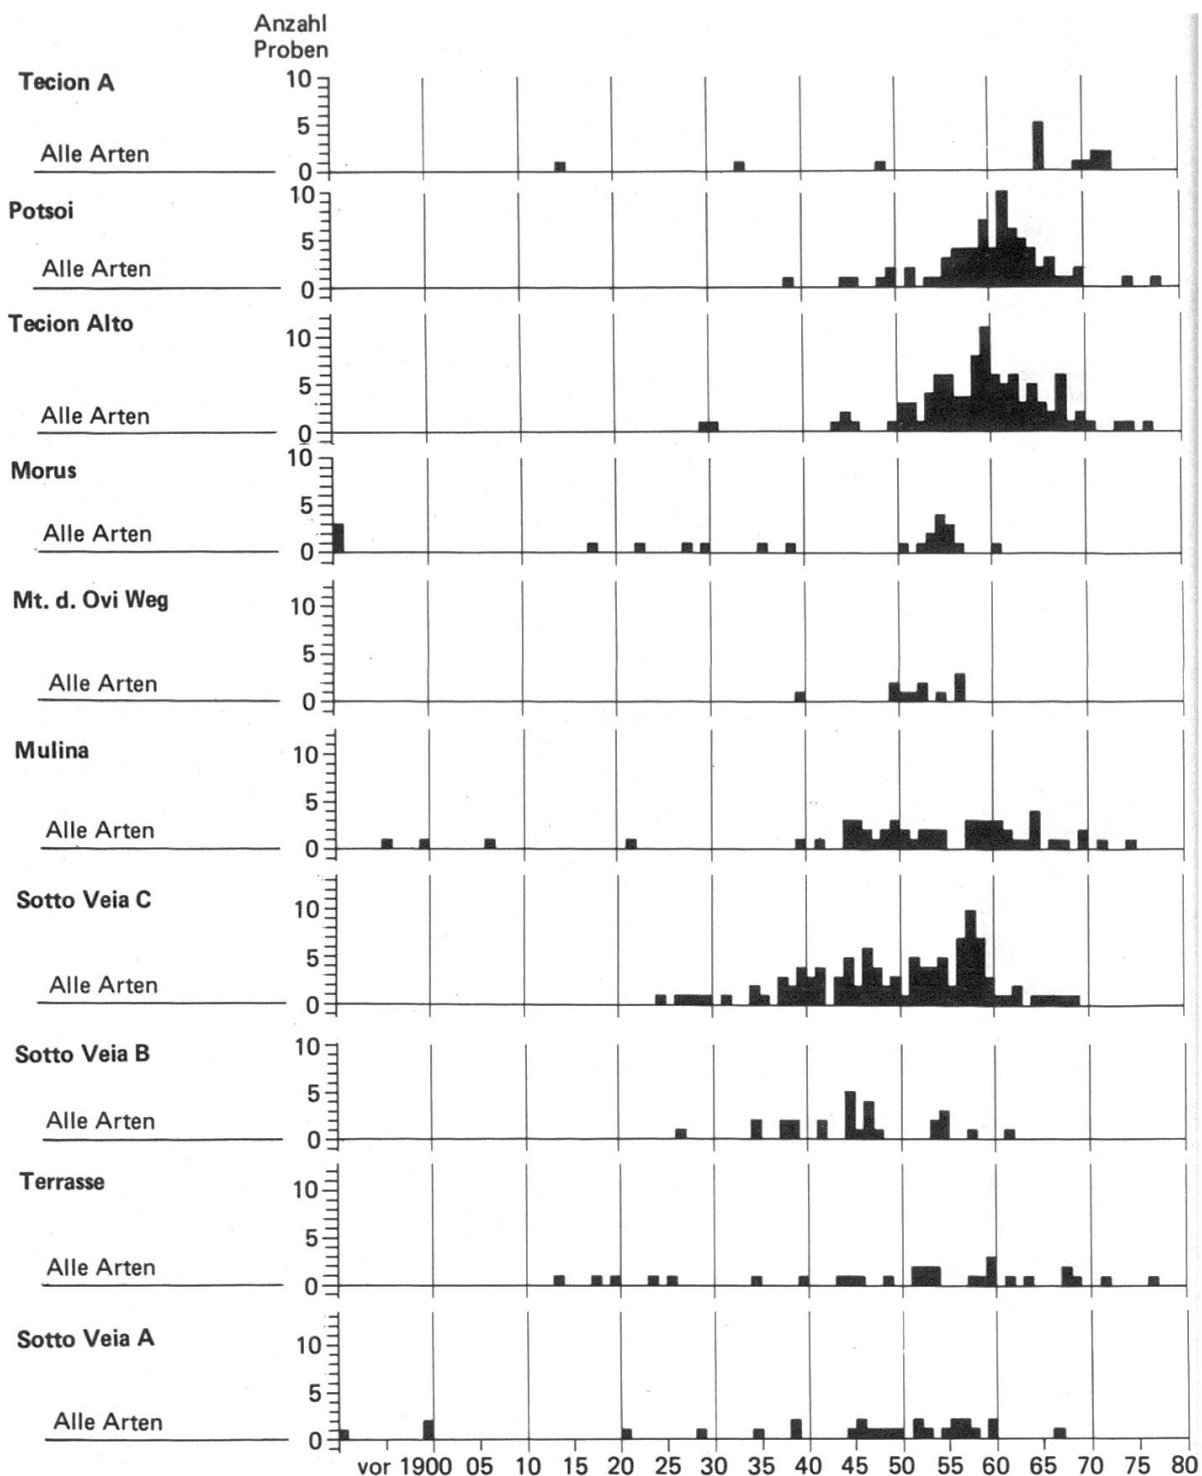 Anzahl
Proben
Tecion A
10
5
Alle Arten
0
Potsoi
10
5
Alle Arten
0
Tecion Alto
10
5
Alle Arten
0
Morus
10
5
Alle Arten
0
Mt. d. Ovi Weg
10
5
Alle Arten
0
Mulina
10
5
Alle Arten
0
Sotto Veia C
10
5
Alle Arten
0
Sotto Veia B
10
5
Alle Arten
0
Terrasse
10
5
Alle Arten
0
Sotto Veia A
10
5
Alle Arten
0
vor 1900 05 10 15 20 25 30 35 40 45 50 55 60 65 70 75 80